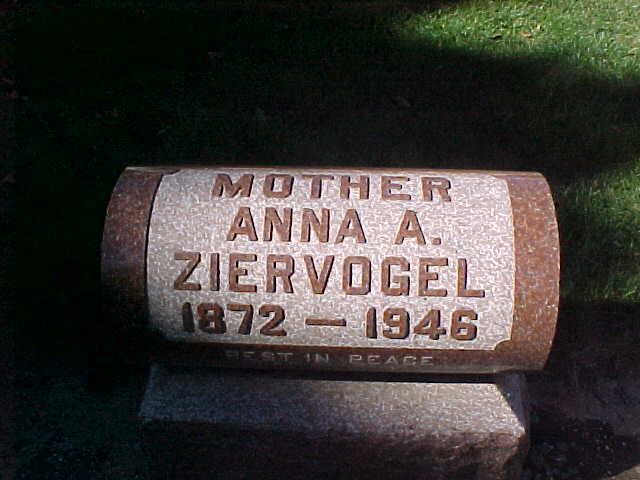 MOTHER
ANNA A.
ZIERVOGEL
1872 — 1946
REST IN PEACE